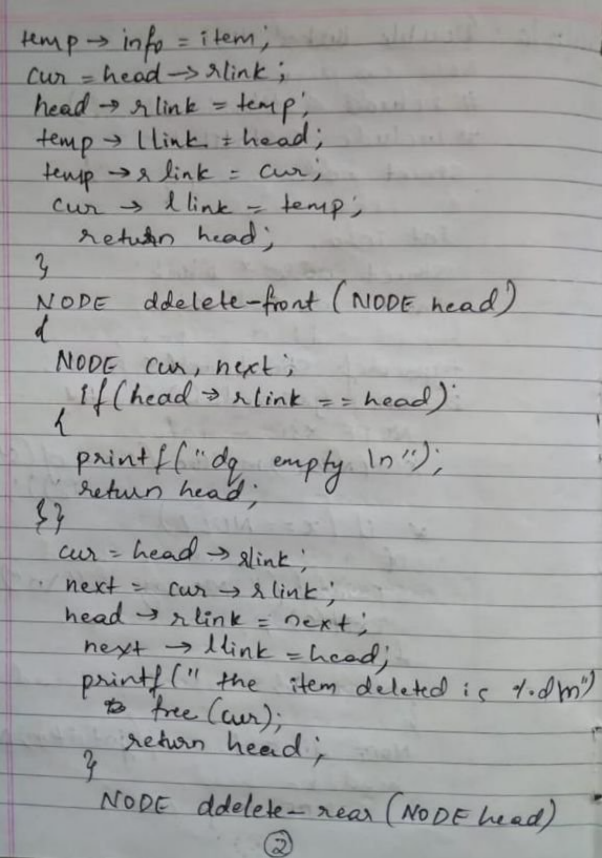 temp → info = item;
cur = head → rlink;
head → rlink = temp;
temp → llink = head;
temp → rlink = cur;
cur → llink = temp;
return head;
}
NODE ddelete-front (NODE head)
{
NODE cur, next;
if (head → rlink == head);
{
printf("dq empty \n");
return head;
}}
cur = head → rlink;
next = cur → rlink;
head → rlink = next;
next → llink = head;
printf(" the item deleted is %d\n")
free (cur);
return head;
}
NODE ddelete-rear (NODE head)
2